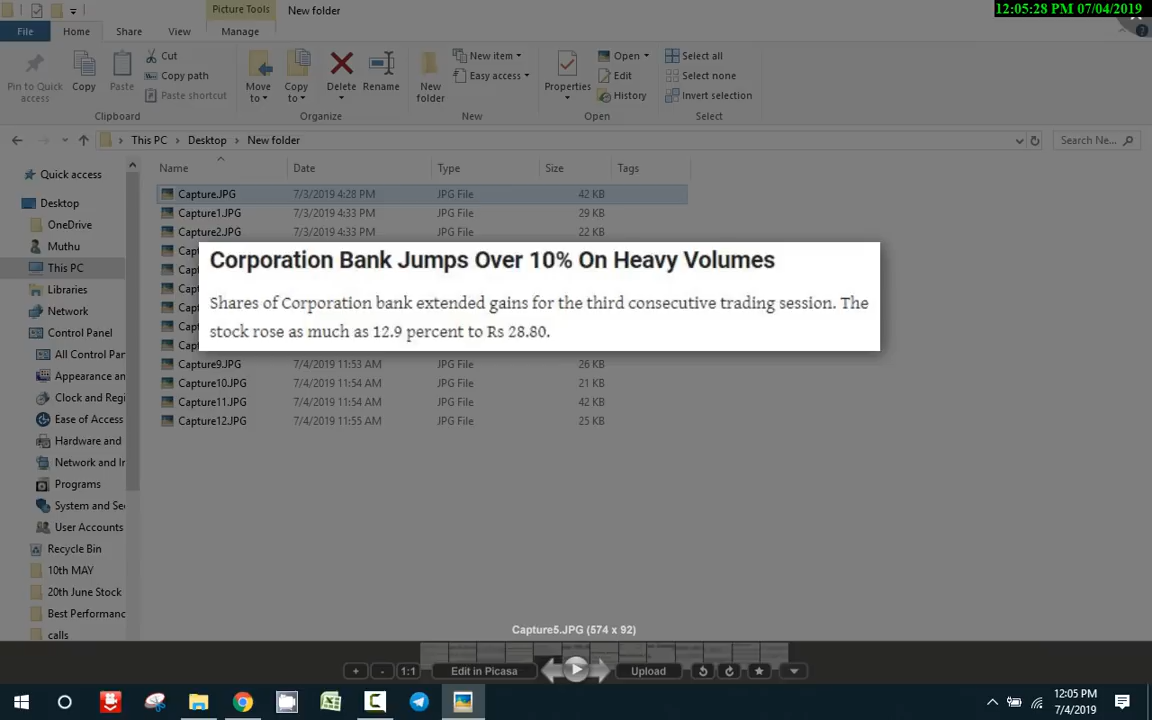 12:05:28 PM 07/04/2019
Picture Tools
New folder
File
Home
Share
View
Manage
Pin to Quick access
Copy
Paste
Cut
Copy path
Paste shortcut
Clipboard
Move to
Copy to
Delete
Rename
Organize
New folder
New item
Easy access
New
Properties
Open
Edit
History
Open
Select all
Select none
Invert selection
Select
This PC
Desktop
New folder
Search Ne...
Name
Date
Type
Size
Tags
Capture.JPG 7/3/2019 4:28 PM JPG File 42 KB
Capture1.JPG 7/3/2019 4:33 PM JPG File 29 KB
Capture2.JPG 7/3/2019 4:33 PM JPG File 22 KB
Corporation Bank Jumps Over 10% On Heavy Volumes
Shares of Corporation bank extended gains for the third consecutive trading session. The
stock rose as much as 12.9 percent to Rs 28.80.
Capture9.JPG 7/4/2019 11:53 AM JPG File 26 KB
Capture10.JPG 7/4/2019 11:54 AM JPG File 21 KB
Capture11.JPG 7/4/2019 11:54 AM JPG File 42 KB
Capture12.JPG 7/4/2019 11:55 AM JPG File 25 KB
Quick access
Desktop
OneDrive
Muthu
This PC
Libraries
Network
Control Panel
All Control Par
Appearance an
Clock and Regi
Ease of Access
Hardware and
Network and In
Programs
System and Se
User Accounts
Recycle Bin
10th MAY
20th June Stock
Best Performanc
calls
Capture5.JPG (574 x 92)
+
-
1:1
Edit in Picasa
Upload
12:05 PM
7/4/2019